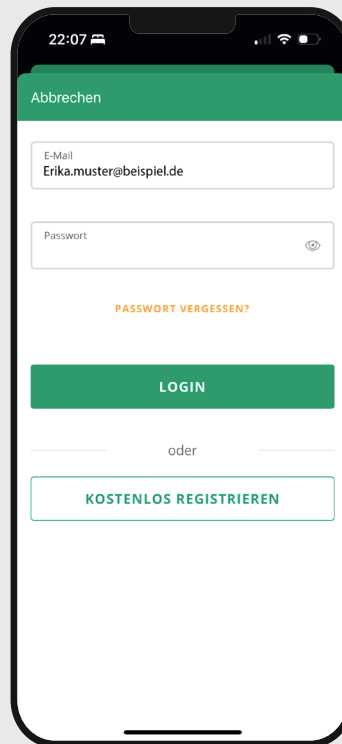 22:07
Abbrechen
E-Mail
Erika.muster@beispiel.de
Passwort
PASSWORT VERGESSEN?
LOGIN
oder
KOSTENLOS REGISTRIEREN